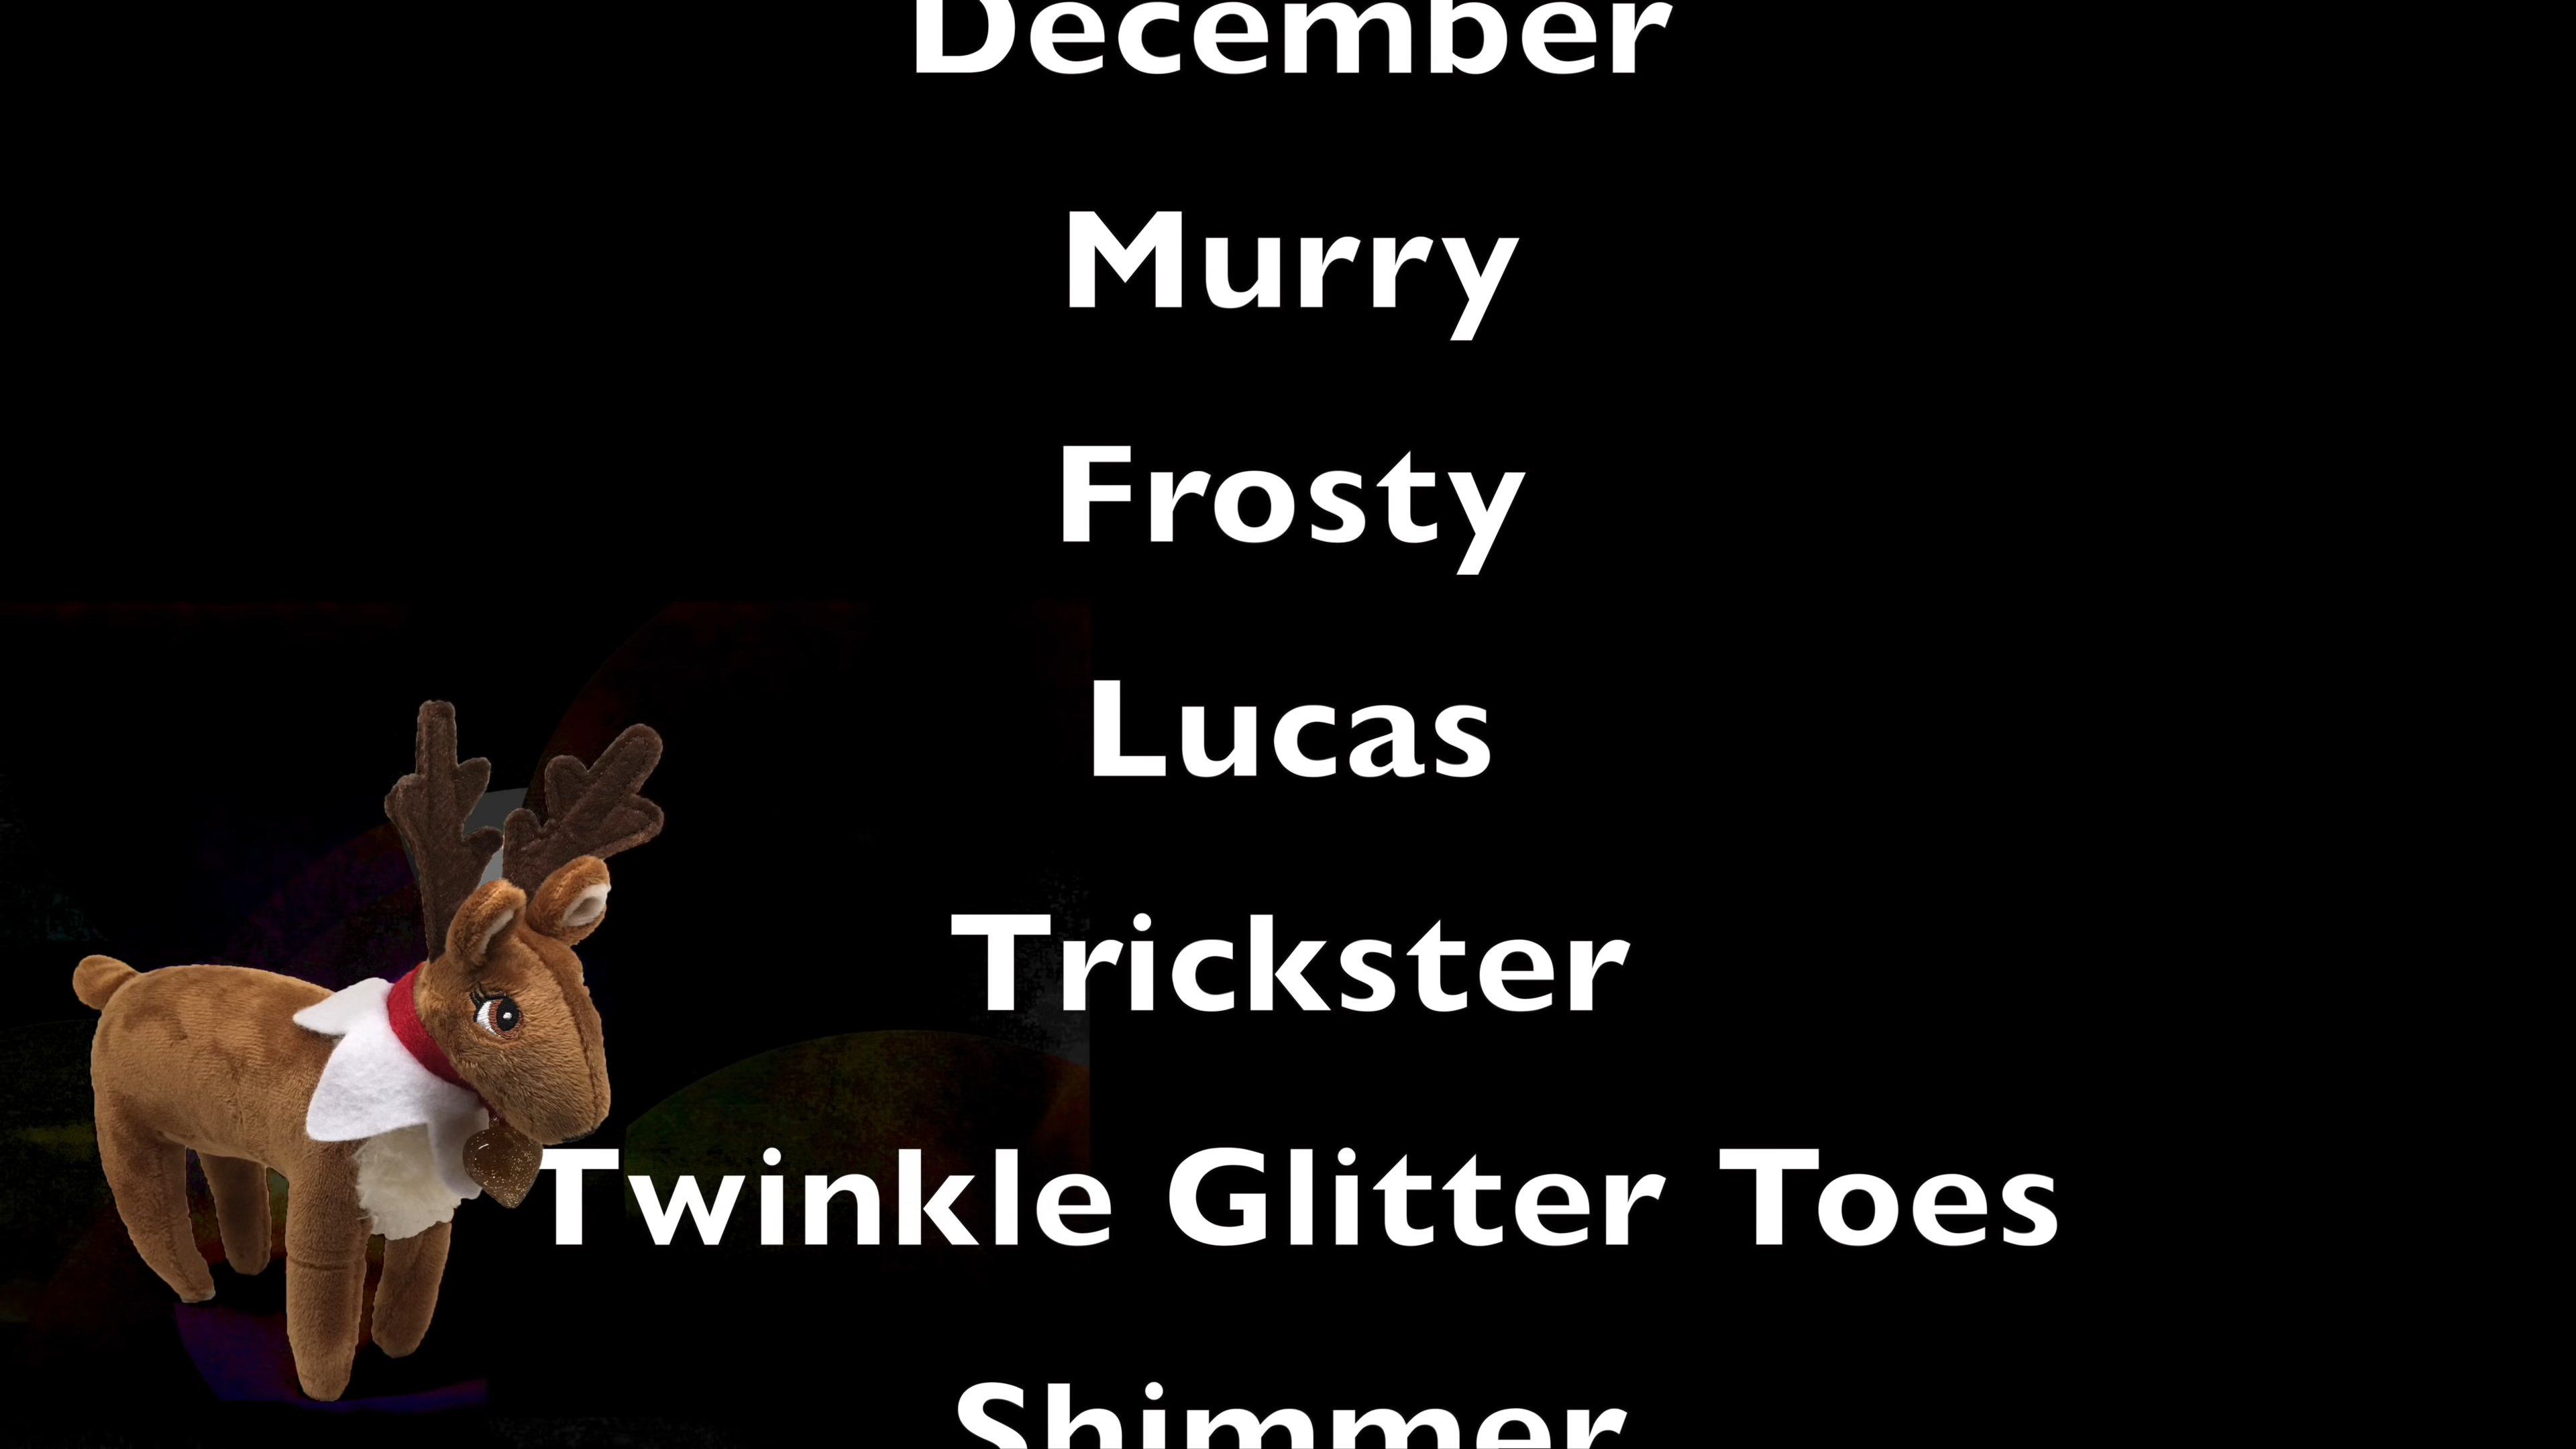 December
Murry
Frosty
Lucas
Trickster
Twinkle Glitter Toes
Shimmer